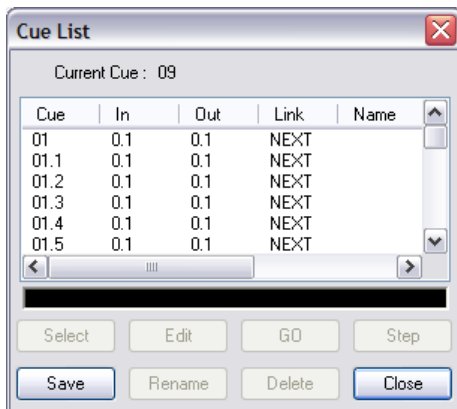 Cue List
Current Cue : 09
Cue In Out Link Name
01 0.1 0.1 NEXT
01.1 0.1 0.1 NEXT
01.2 0.1 0.1 NEXT
01.3 0.1 0.1 NEXT
01.4 0.1 0.1 NEXT
01.5 0.1 0.1 NEXT
Select Edit GO Step
Save Rename Delete Close